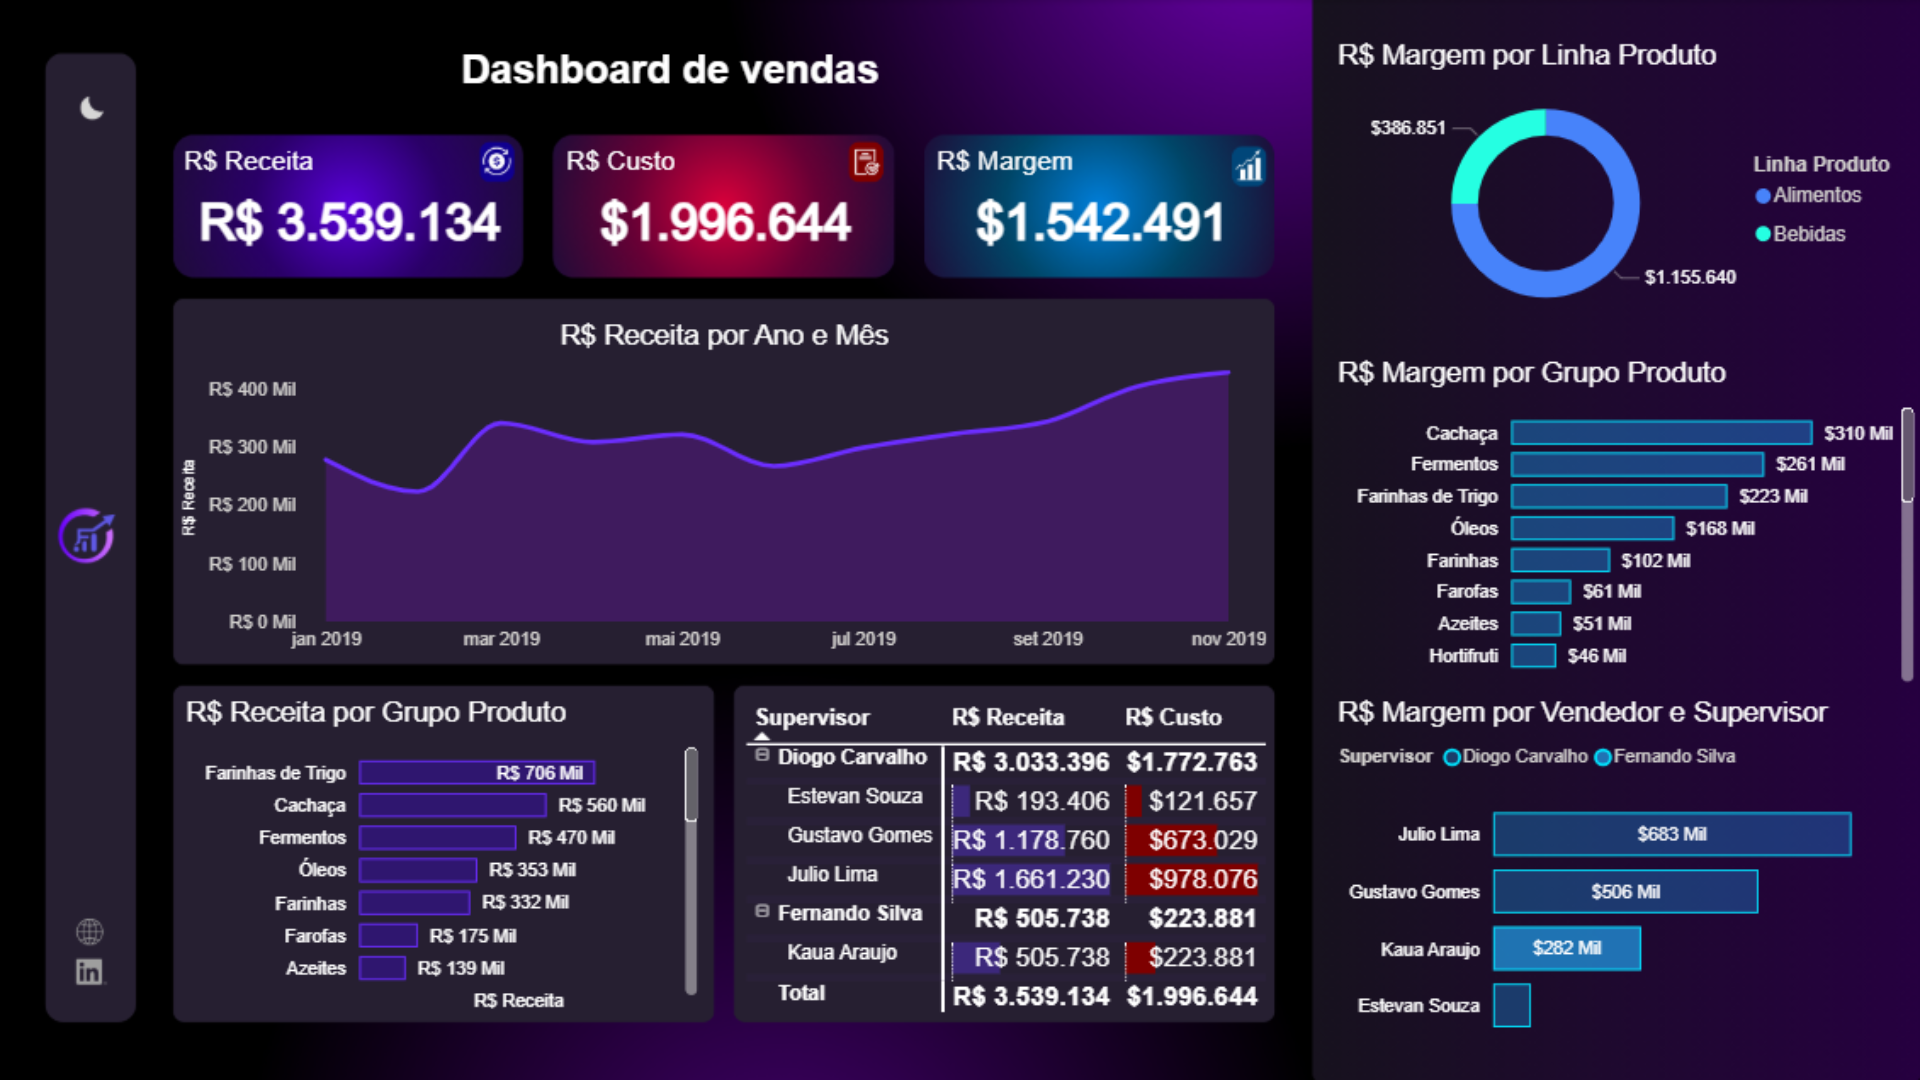 Dashboard de vendas
R$ Receita
R$ 3.539.134
R$ Custo
$1.996.644
R$ Margem
$1.542.491
R$ Receita por Ano e Mês
R$ Receita
R$ 400 Mil
R$ 300 Mil
R$ 200 Mil
R$ 100 Mil
R$ 0 Mil
jan 2019 mar 2019 mai 2019 jul 2019 set 2019 nov 2019
R$ Receita por Grupo Produto
Farinhas de Trigo R$ 706 Mil
Cachaça R$ 560 Mil
Fermentos R$ 470 Mil
Óleos R$ 353 Mil
Farinhas R$ 332 Mil
Farofas R$ 175 Mil
Azeites R$ 139 Mil
R$ Receita
Supervisor R$ Receita R$ Custo
Diogo Carvalho R$ 3.033.396 $1.772.763
Estevan Souza R$ 193.406 $121.657
Gustavo Gomes R$ 1.178.760 $673.029
Julio Lima R$ 1.661.230 $978.076
Fernando Silva R$ 505.738 $223.881
Kaua Araujo R$ 505.738 $223.881
Total R$ 3.539.134 $1.996.644
R$ Margem por Linha Produto
$386.851
$1.155.640
Linha Produto
Alimentos
Bebidas
R$ Margem por Grupo Produto
Cachaça $310 Mil
Fermentos $261 Mil
Farinhas de Trigo $223 Mil
Óleos $168 Mil
Farinhas $102 Mil
Farofas $61 Mil
Azeites $51 Mil
Hortifruti $46 Mil
R$ Margem por Vendedor e Supervisor
Supervisor Diogo Carvalho Fernando Silva
Julio Lima $683 Mil
Gustavo Gomes $506 Mil
Kaua Araujo $282 Mil
Estevan Souza
in